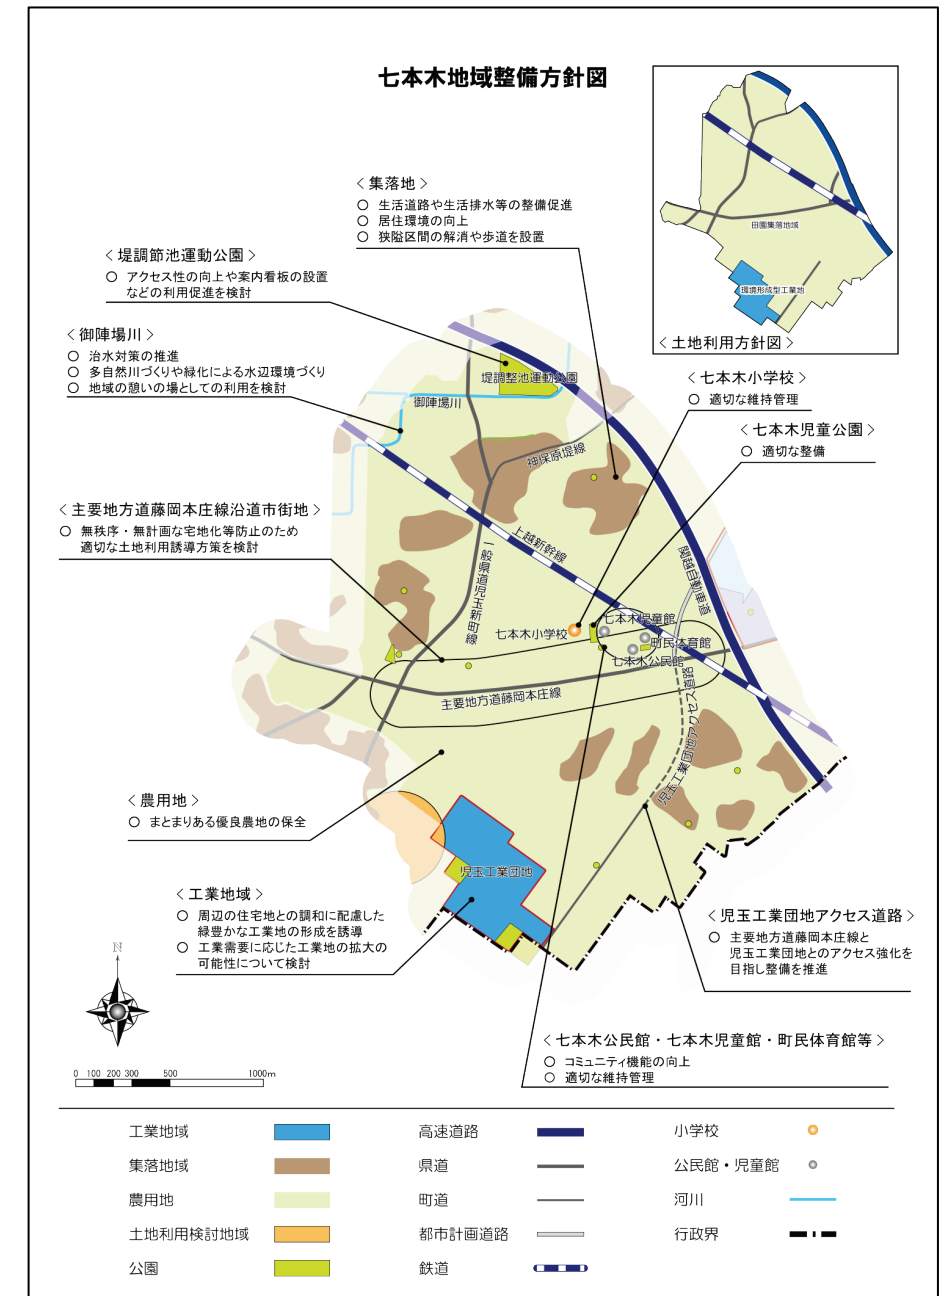 七本木地域整備方針図
田園集落地域
環境形成型工業地
<土地利用方針図>
<集落地>
○ 生活道路や生活排水等の整備促進
○ 居住環境の向上
○ 狭隘区間の解消や歩道を設置
<堤調節池運動公園>
○ アクセス性の向上や案内看板の設置
などの利用促進を検討
<御陣場川>
○ 治水対策の推進
○ 多自然川づくりや緑化による水辺環境づくり
○ 地域の憩いの場としての利用を検討
<七本木小学校>
○ 適切な維持管理
<七本木児童公園>
○ 適切な整備
<主要地方道藤岡本庄線沿道市街地>
○ 無秩序・無計画な宅地化等防止のため
適切な土地利用誘導方策を検討
堤調整池運動公園
御陣場川
神保原堤線
上越新幹線
一般県道児玉新町線
関越自動車道
七本木小学校
七本木児童館
町民体育館
七本木公民館
主要地方道藤岡本庄線
児玉工業団地アクセス道路
児玉工業団地
<農用地>
○ まとまりある優良農地の保全
<工業地域>
○ 周辺の住宅地との調和に配慮した
緑豊かな工業地の形成を誘導
○ 工業需要に応じた工業地の拡大の
可能性について検討
<児玉工業団地アクセス道路>
○ 主要地方道藤岡本庄線と
児玉工業団地とのアクセス強化を
目指し整備を推進
<七本木公民館・七本木児童館・町民体育館等>
○ コミュニティ機能の向上
○ 適切な維持管理
N
0 100 200 300 500 1000m
工業地域
集落地域
農用地
土地利用検討地域
公園
高速道路
県道
町道
都市計画道路
鉄道
小学校
公民館・児童館
河川
行政界